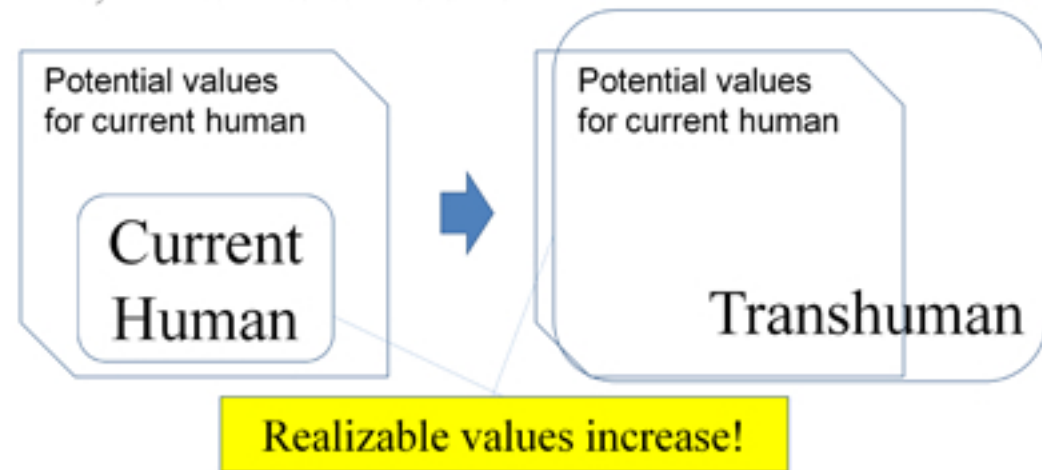 Potential values
for current human
Current
Human
Potential values
for current human
Transhuman
Realizable values increase!